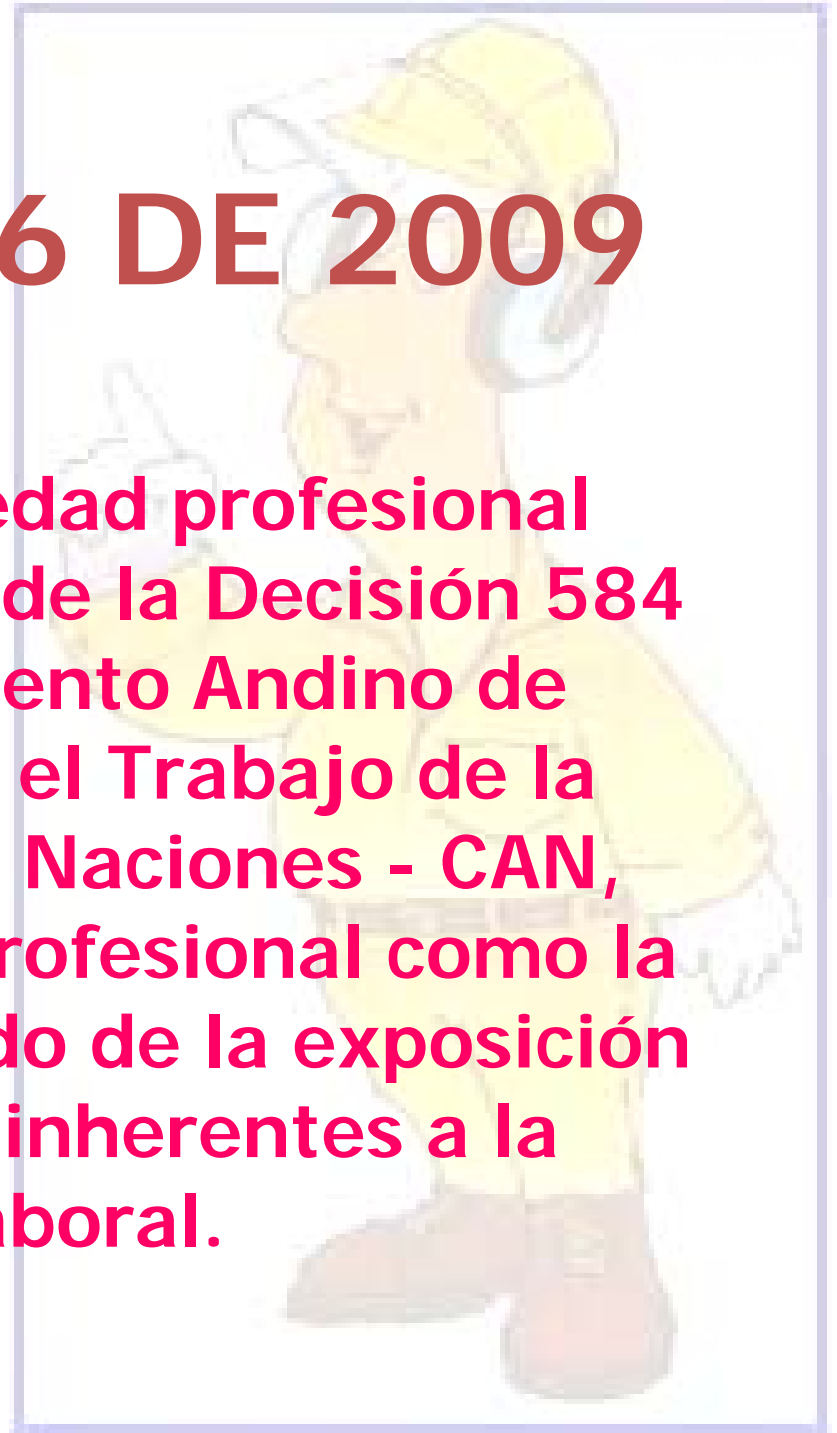 6 DE 2009
edad profesional
de la Decisión 584
ento Andino de
el Trabajo de la
Naciones - CAN,
rofesional como la
do de la exposición
inherentes a la
aboral.